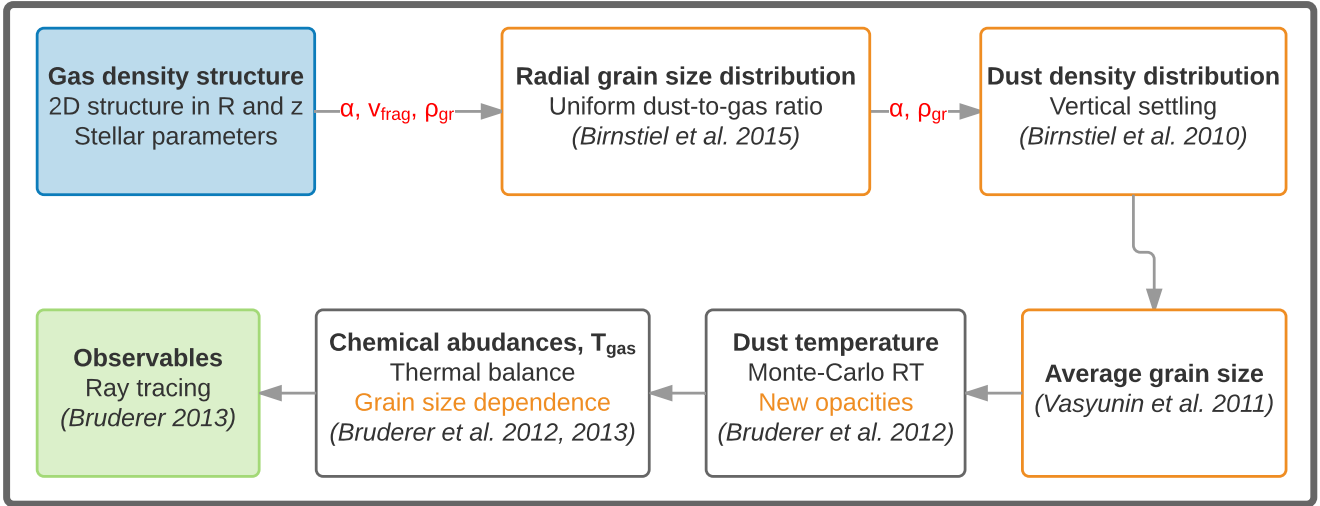 Gas density structure
2D structure in R and z
Stellar parameters
α, vfrag, ρgr
Radial grain size distribution
Uniform dust-to-gas ratio
(Birnstiel et al. 2015)
α, ρgr
Dust density distribution
Vertical settling
(Birnstiel et al. 2010)
Observables
Ray tracing
(Bruderer 2013)
Chemical abudances, Tgas
Thermal balance
Grain size dependence
(Bruderer et al. 2012, 2013)
Dust temperature
Monte-Carlo RT
New opacities
(Bruderer et al. 2012)
Average grain size
(Vasyunin et al. 2011)